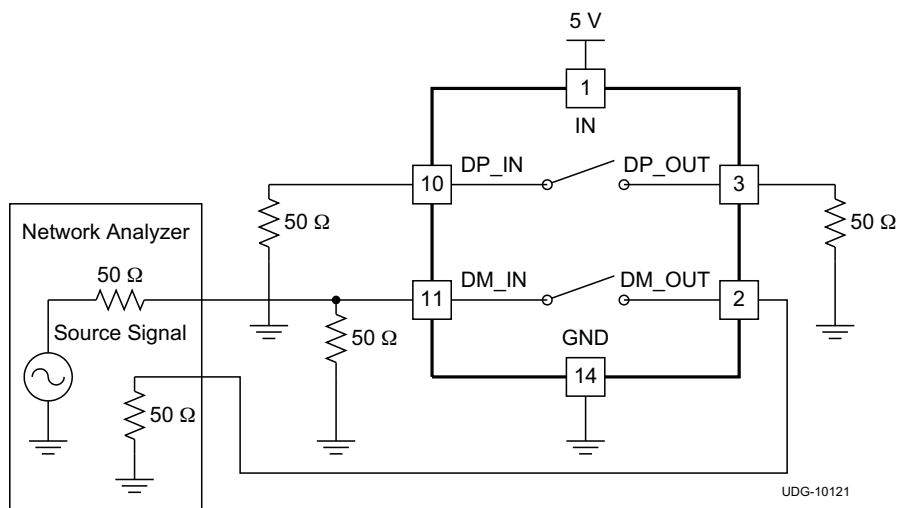 5 V
1
IN
DP_IN
DP_OUT
10
3
50 Ω
50 Ω
Network Analyzer
50 Ω
DM_IN
DM_OUT
11
2
Source Signal
50 Ω
GND
14
50 Ω
UDG-10121